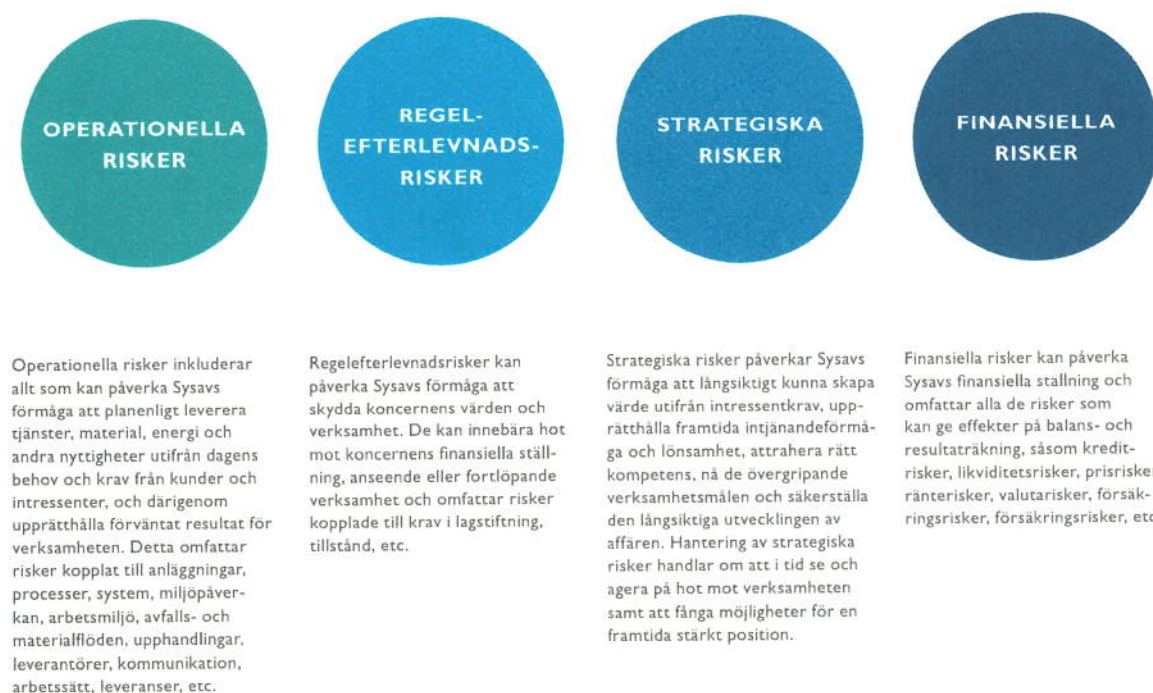 OPERATIONELLA
RISKER
REGEL-
EFTERLEVNADS-
RISKER
STRATEGISKA
RISKER
FINANSIELLA
RISKER
Operationella risker inkluderar
allt som kan påverka Sysavs
förmåga att planenligt leverera
tjänster, material, energi och
andra nyttigheter utifrån dagens
behov och krav från kunder och
intressenter, och därigenom
upprätthålla förväntat resultat för
verksamheten. Detta omfattar
risker kopplat till anläggningar,
processer, system, miljöpåver-
kan, arbetsmiljö, avfalls- och
materialflöden, upphandlingar,
leverantörer, kommunikation,
arbetssätt, leveranser, etc.
Regelefterlevnadsrisker kan
påverka Sysavs förmåga att
skydda koncernens värden och
verksamhet. De kan innebära hot
mot koncernens finansiella ställ-
ning, anseende eller fortlöpande
verksamhet och omfattar risker
kopplade till krav i lagstiftning,
tillstånd, etc.
Strategiska risker påverkar Sysavs
förmåga att långsiktigt kunna skapa
värde utifrån intressentkrav, upp-
rätthålla framtida intjänandeförmå-
ga och lönsamhet, attrahera rätt
kompetens, nå de övergripande
verksamhetsmålen och säkerställa
den långsiktiga utvecklingen av
affären. Hantering av strategiska
risker handlar om att i tid se och
agera på hot mot verksamheten
samt att fånga möjligheter för en
framtida stärkt position.
Finansiella risker kan påverka
Sysavs finansiella ställning och
omfattar alla de risker som
kan ge effekter på balans- och
resultaträkning, såsom kredit-
risker, likviditetsrisker, prisrisker
ränterisker, valutarisker, försäk-
ringsrisker, försäkringsrisker, etc